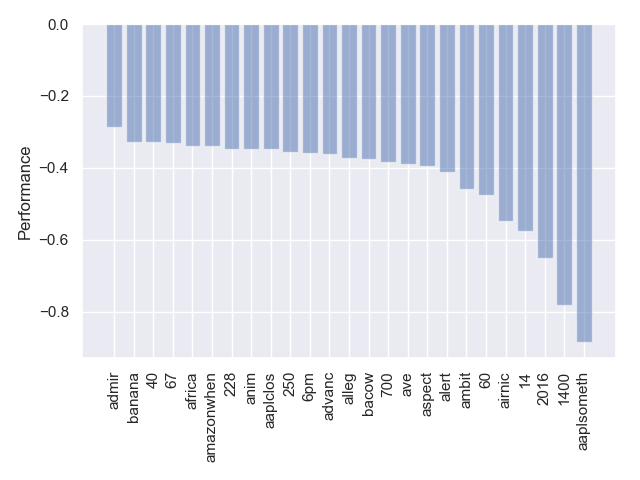 0.0
−0.2
−0.4
−0.6
−0.8
Performance
admir
banana
40
67
africa
amazonwhen
228
anim
aaplclos
250
6pm
advanc
alleg
bacow
700
ave
aspect
alert
ambit
60
airnic
14
2016
1400
aaplsometh